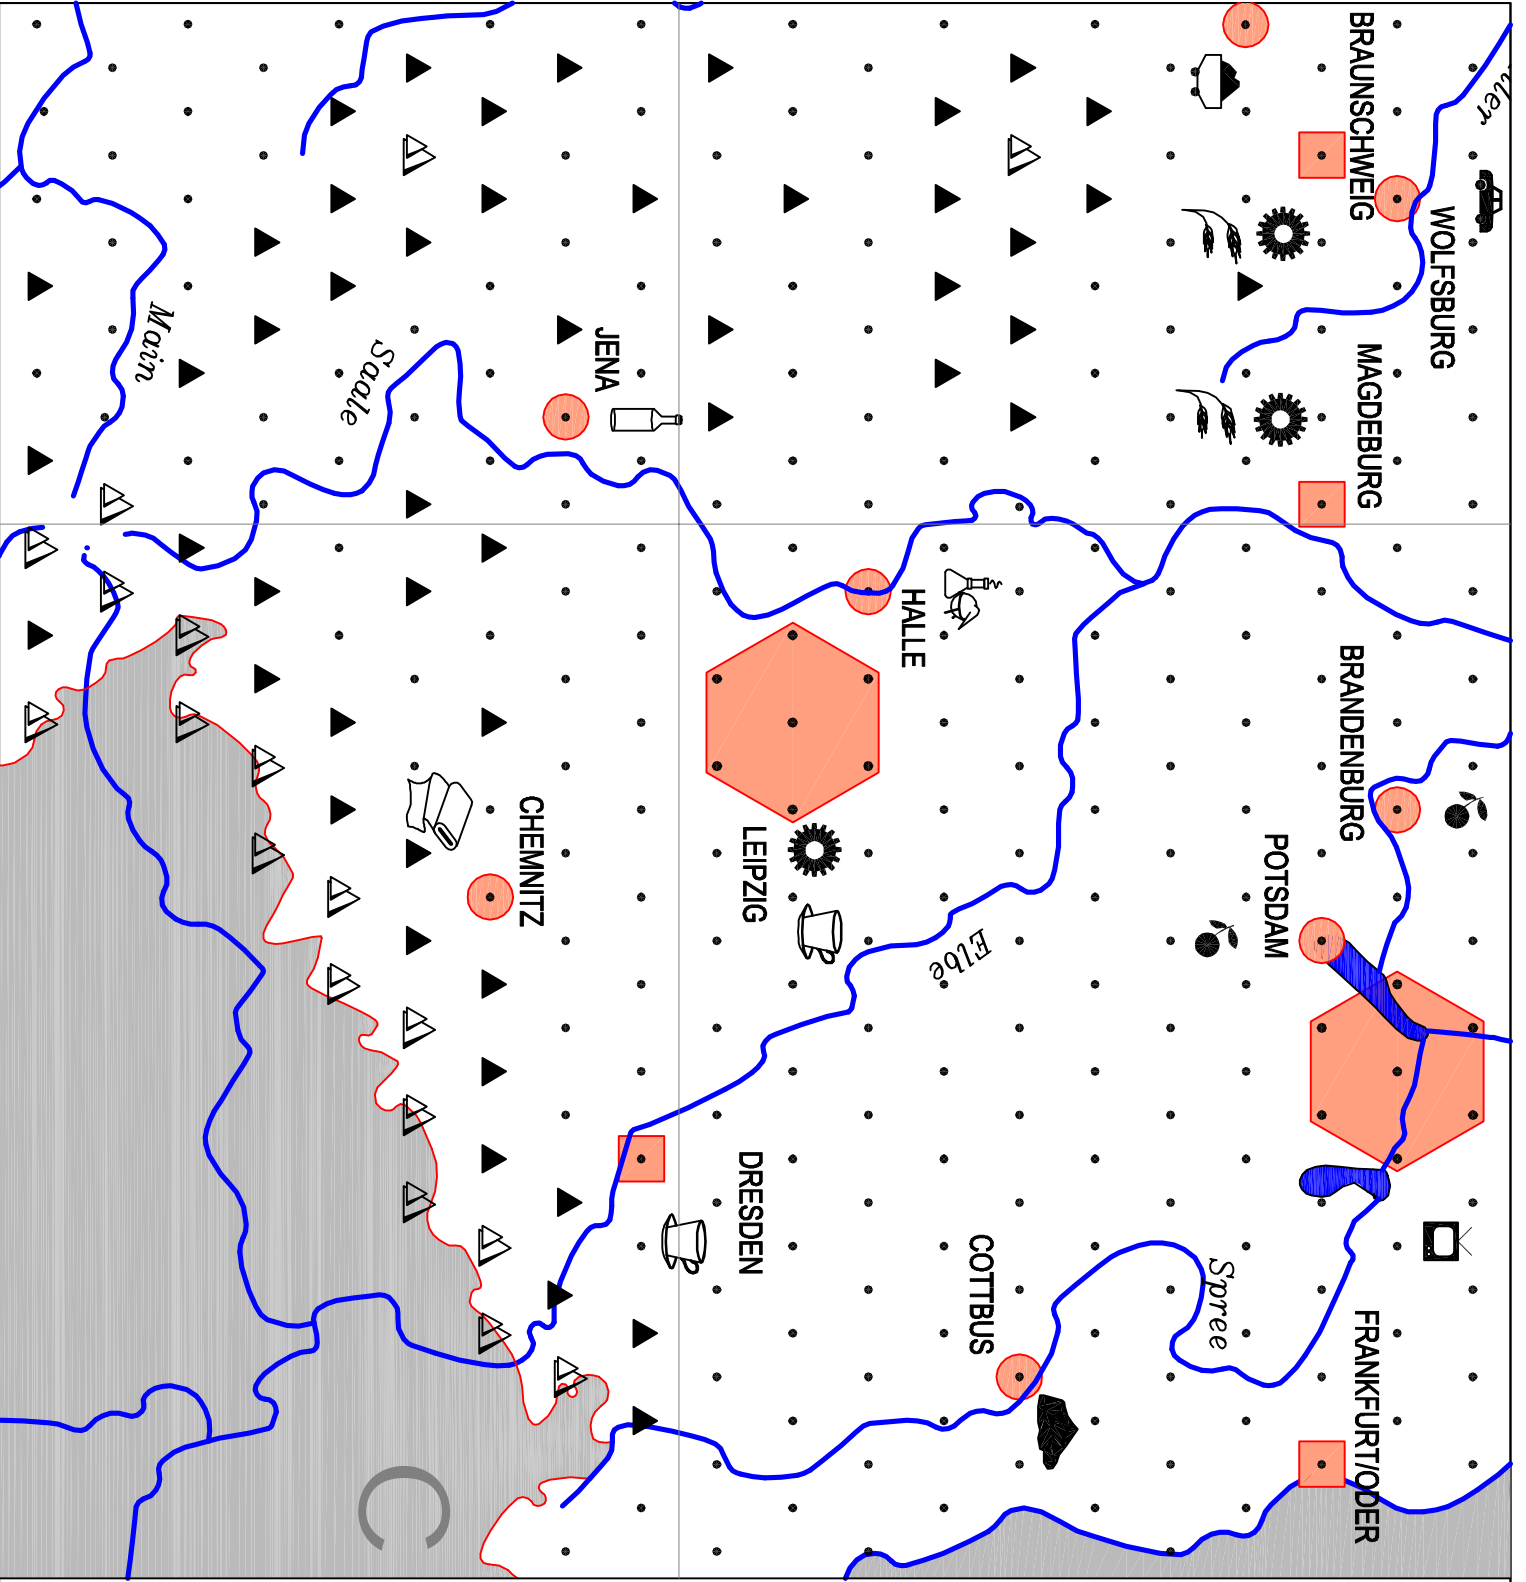 WOLFSBURG
BRAUNSCHWEIG
MAGDEBURG
BRANDENBURG
POTSDAM
FRANKFURT/ODER
Spree
COTTBUS
Elbe
HALLE
LEIPZIG
DRESDEN
JENA
CHEMNITZ
Saale
Main
C